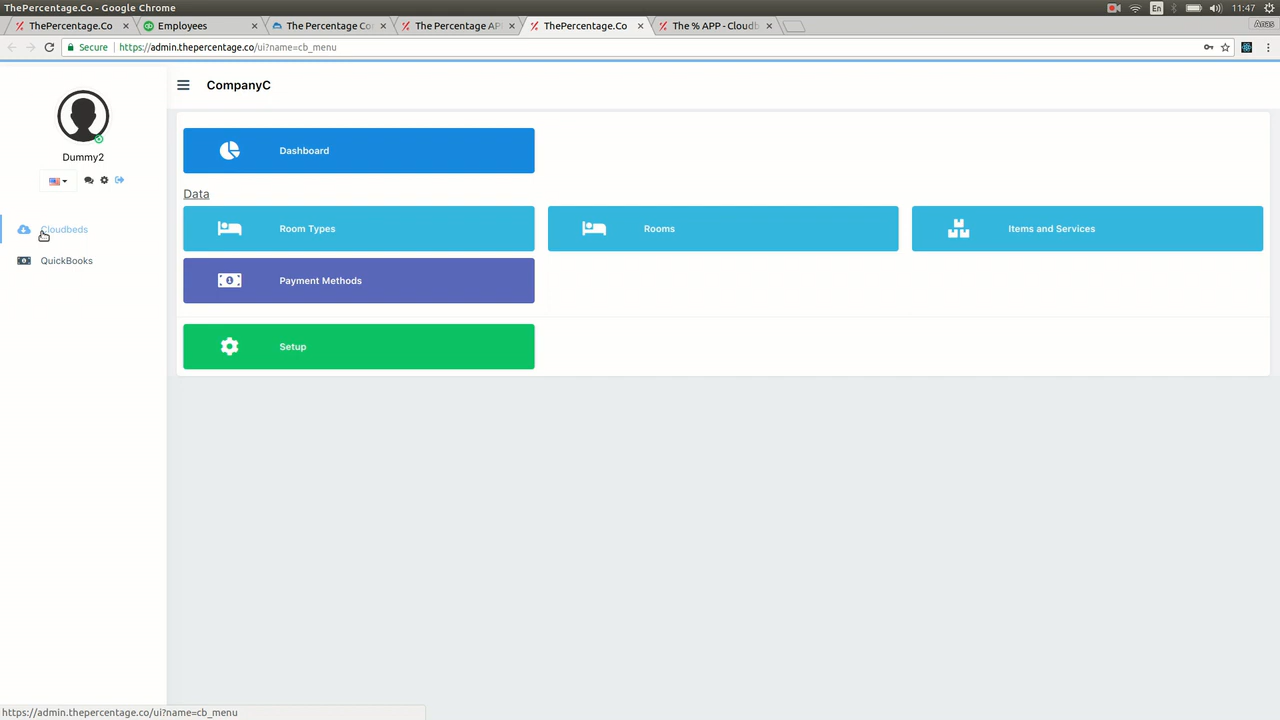 ThePercentage.Co - Google Chrome
En
11:47
ThePercentage.Co
Employees
The Percentage Co
The Percentage AP
ThePercentage.Co
The % APP - Cloudb
Anas
Secure
https://admin.thepercentage.co/ui?name=cb_menu
CompanyC
Dummy2
Cloudbeds
QuickBooks
Dashboard
Data
Room Types
Rooms
Items and Services
Payment Methods
Setup
https://admin.thepercentage.co/ui?name=cb_menu